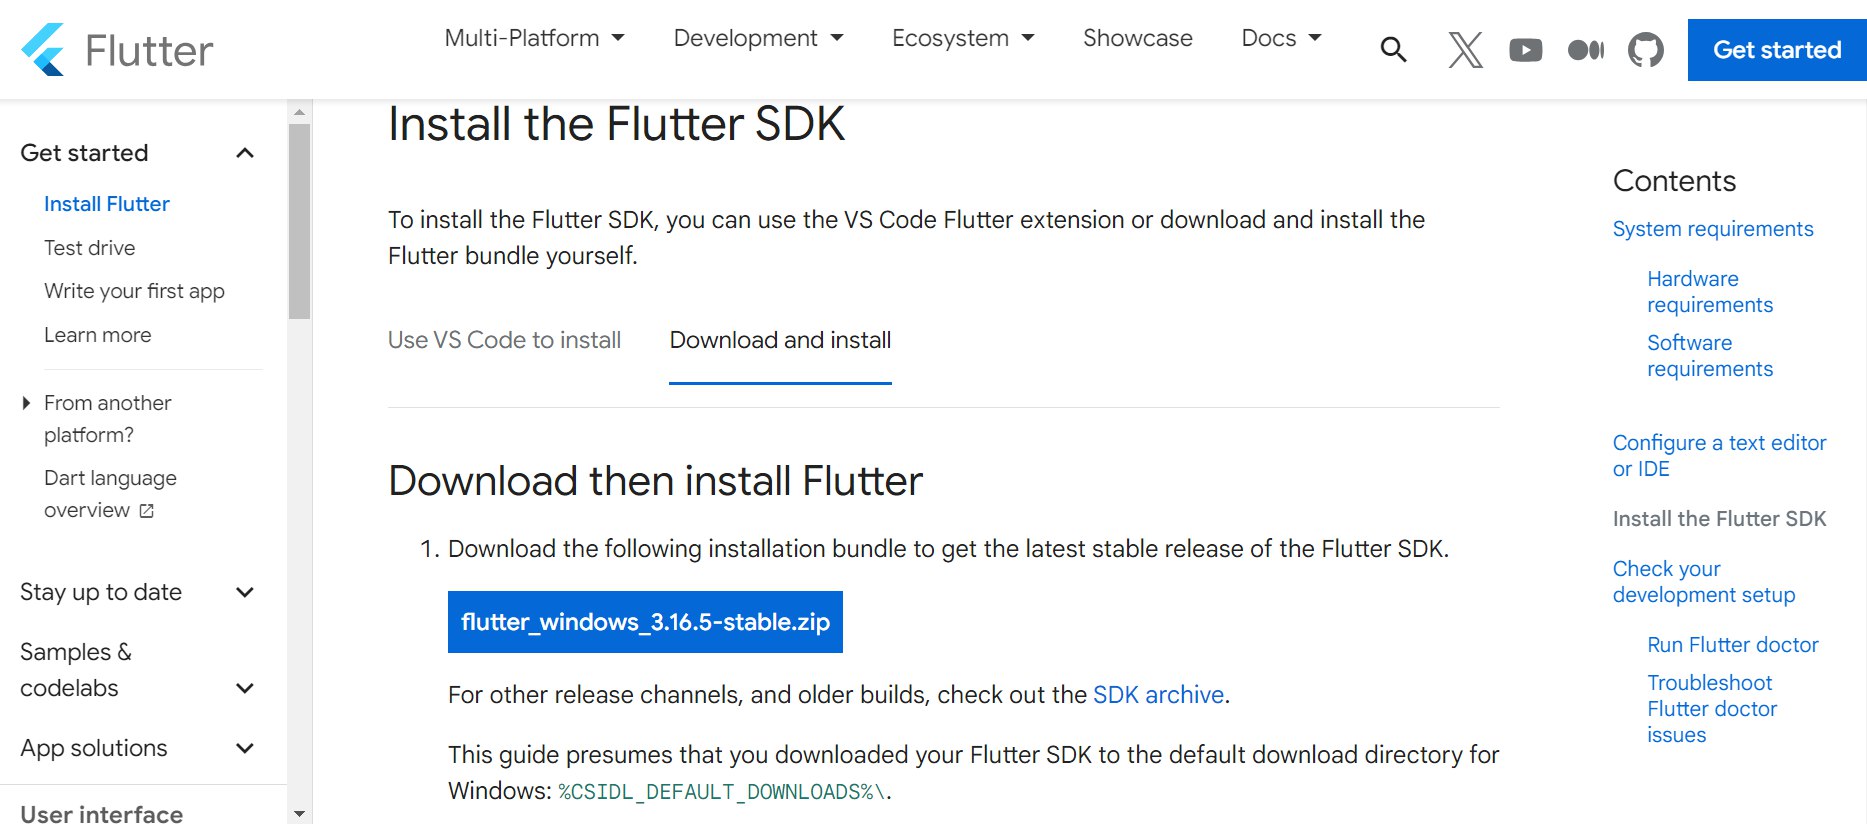 Flutter
Multi-Platform
Development
Ecosystem
Showcase
Docs
Get started
Get started
Install Flutter
Test drive
Write your first app
Learn more
From another
platform?
Dart language
overview
Stay up to date
Samples &
codelabs
App solutions
User interface
Install the Flutter SDK
To install the Flutter SDK, you can use the VS Code Flutter extension or download and install the
Flutter bundle yourself.
Use VS Code to install
Download and install
Download then install Flutter
1. Download the following installation bundle to get the latest stable release of the Flutter SDK.
flutter_windows_3.16.5-stable.zip
For other release channels, and older builds, check out the SDK archive.
This guide presumes that you downloaded your Flutter SDK to the default download directory for
Windows: %CSIDL_DEFAULT_DOWNLOADS%\.
Contents
System requirements
Hardware
requirements
Software
requirements
Configure a text editor
or IDE
Install the Flutter SDK
Check your
development setup
Run Flutter doctor
Troubleshoot
Flutter doctor
issues